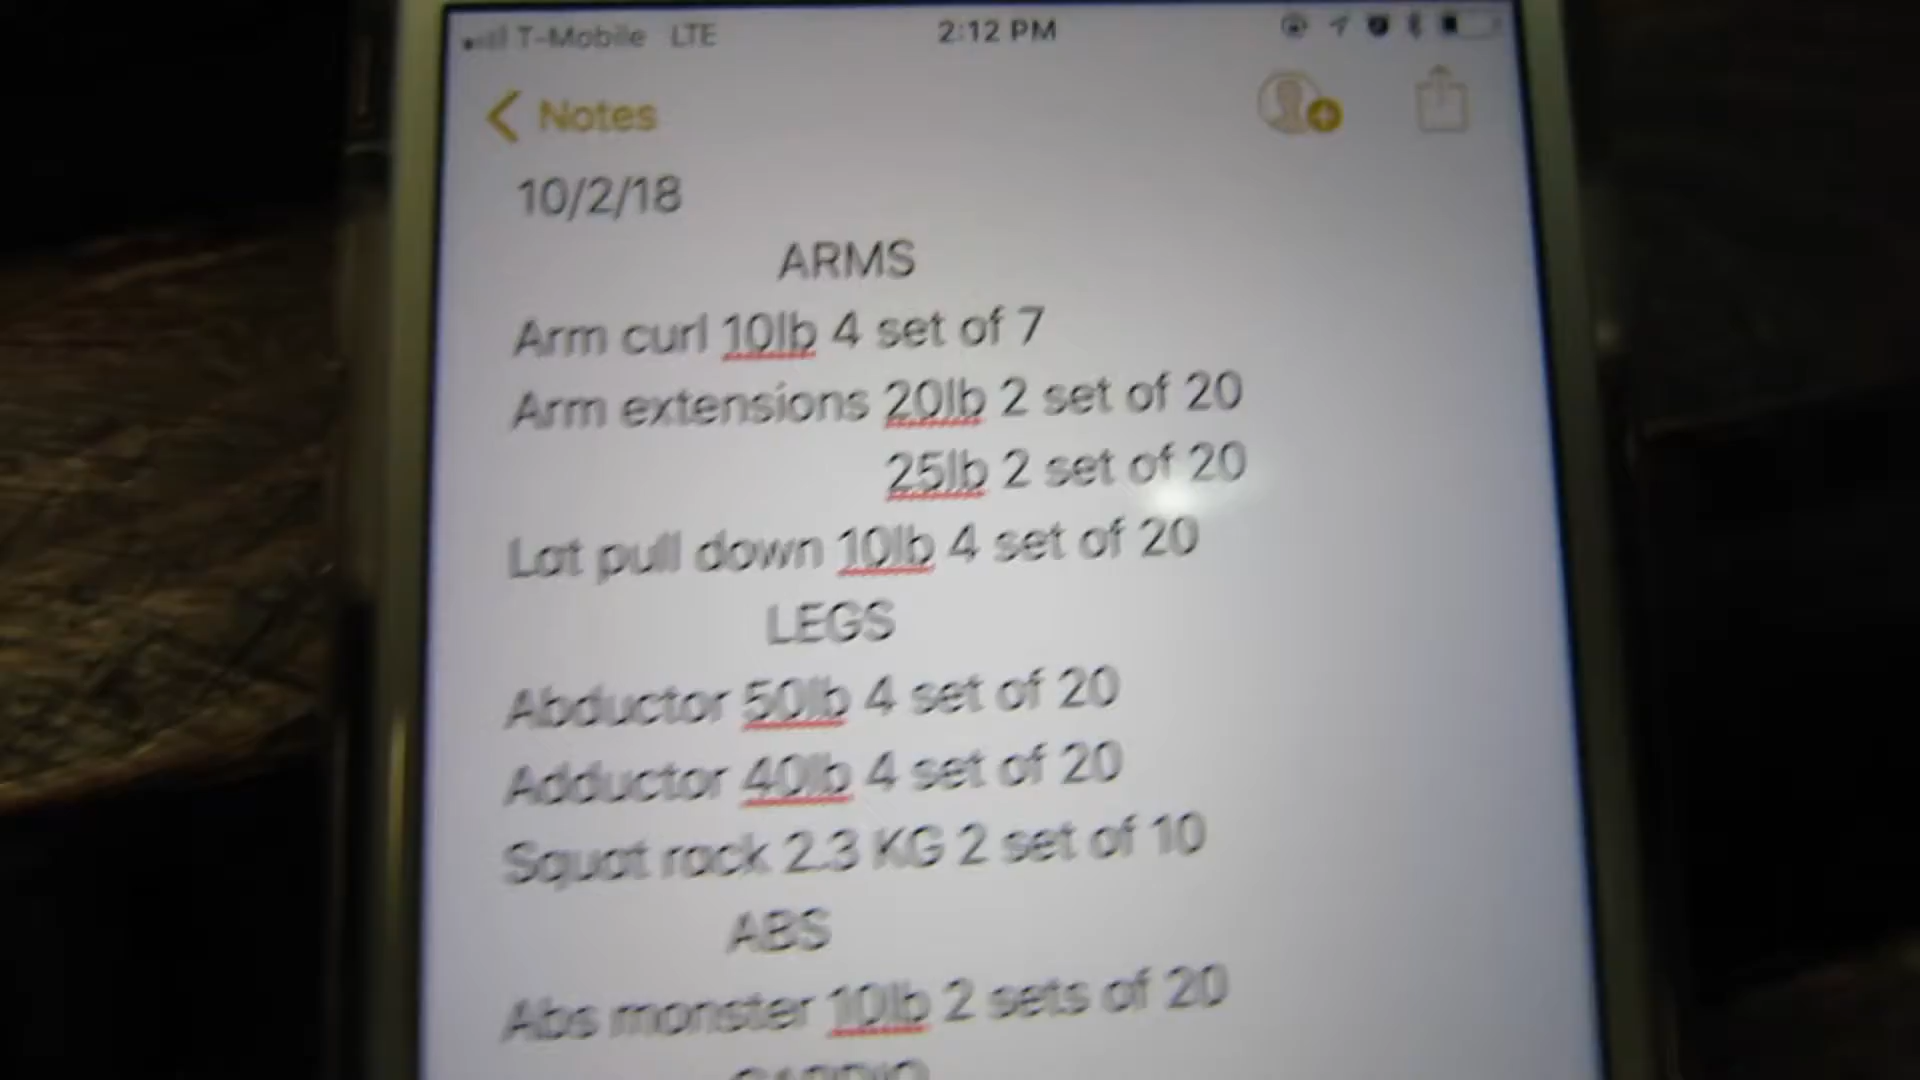 T-Mobile LTE 2:12 PM
Notes
10/2/18
ARMS
Arm curl 10lb 4 set of 7
Arm extensions 20lb 2 set of 20
25lb 2 set of 20
Lat pull down 10lb 4 set of 20
LEGS
Abductor 50lb 4 set of 20
Adductor 40lb 4 set of 20
Squat rack 2.3 KG 2 set of 10
ABS
Abs monster 10lb 2 sets of 20
CARDIO